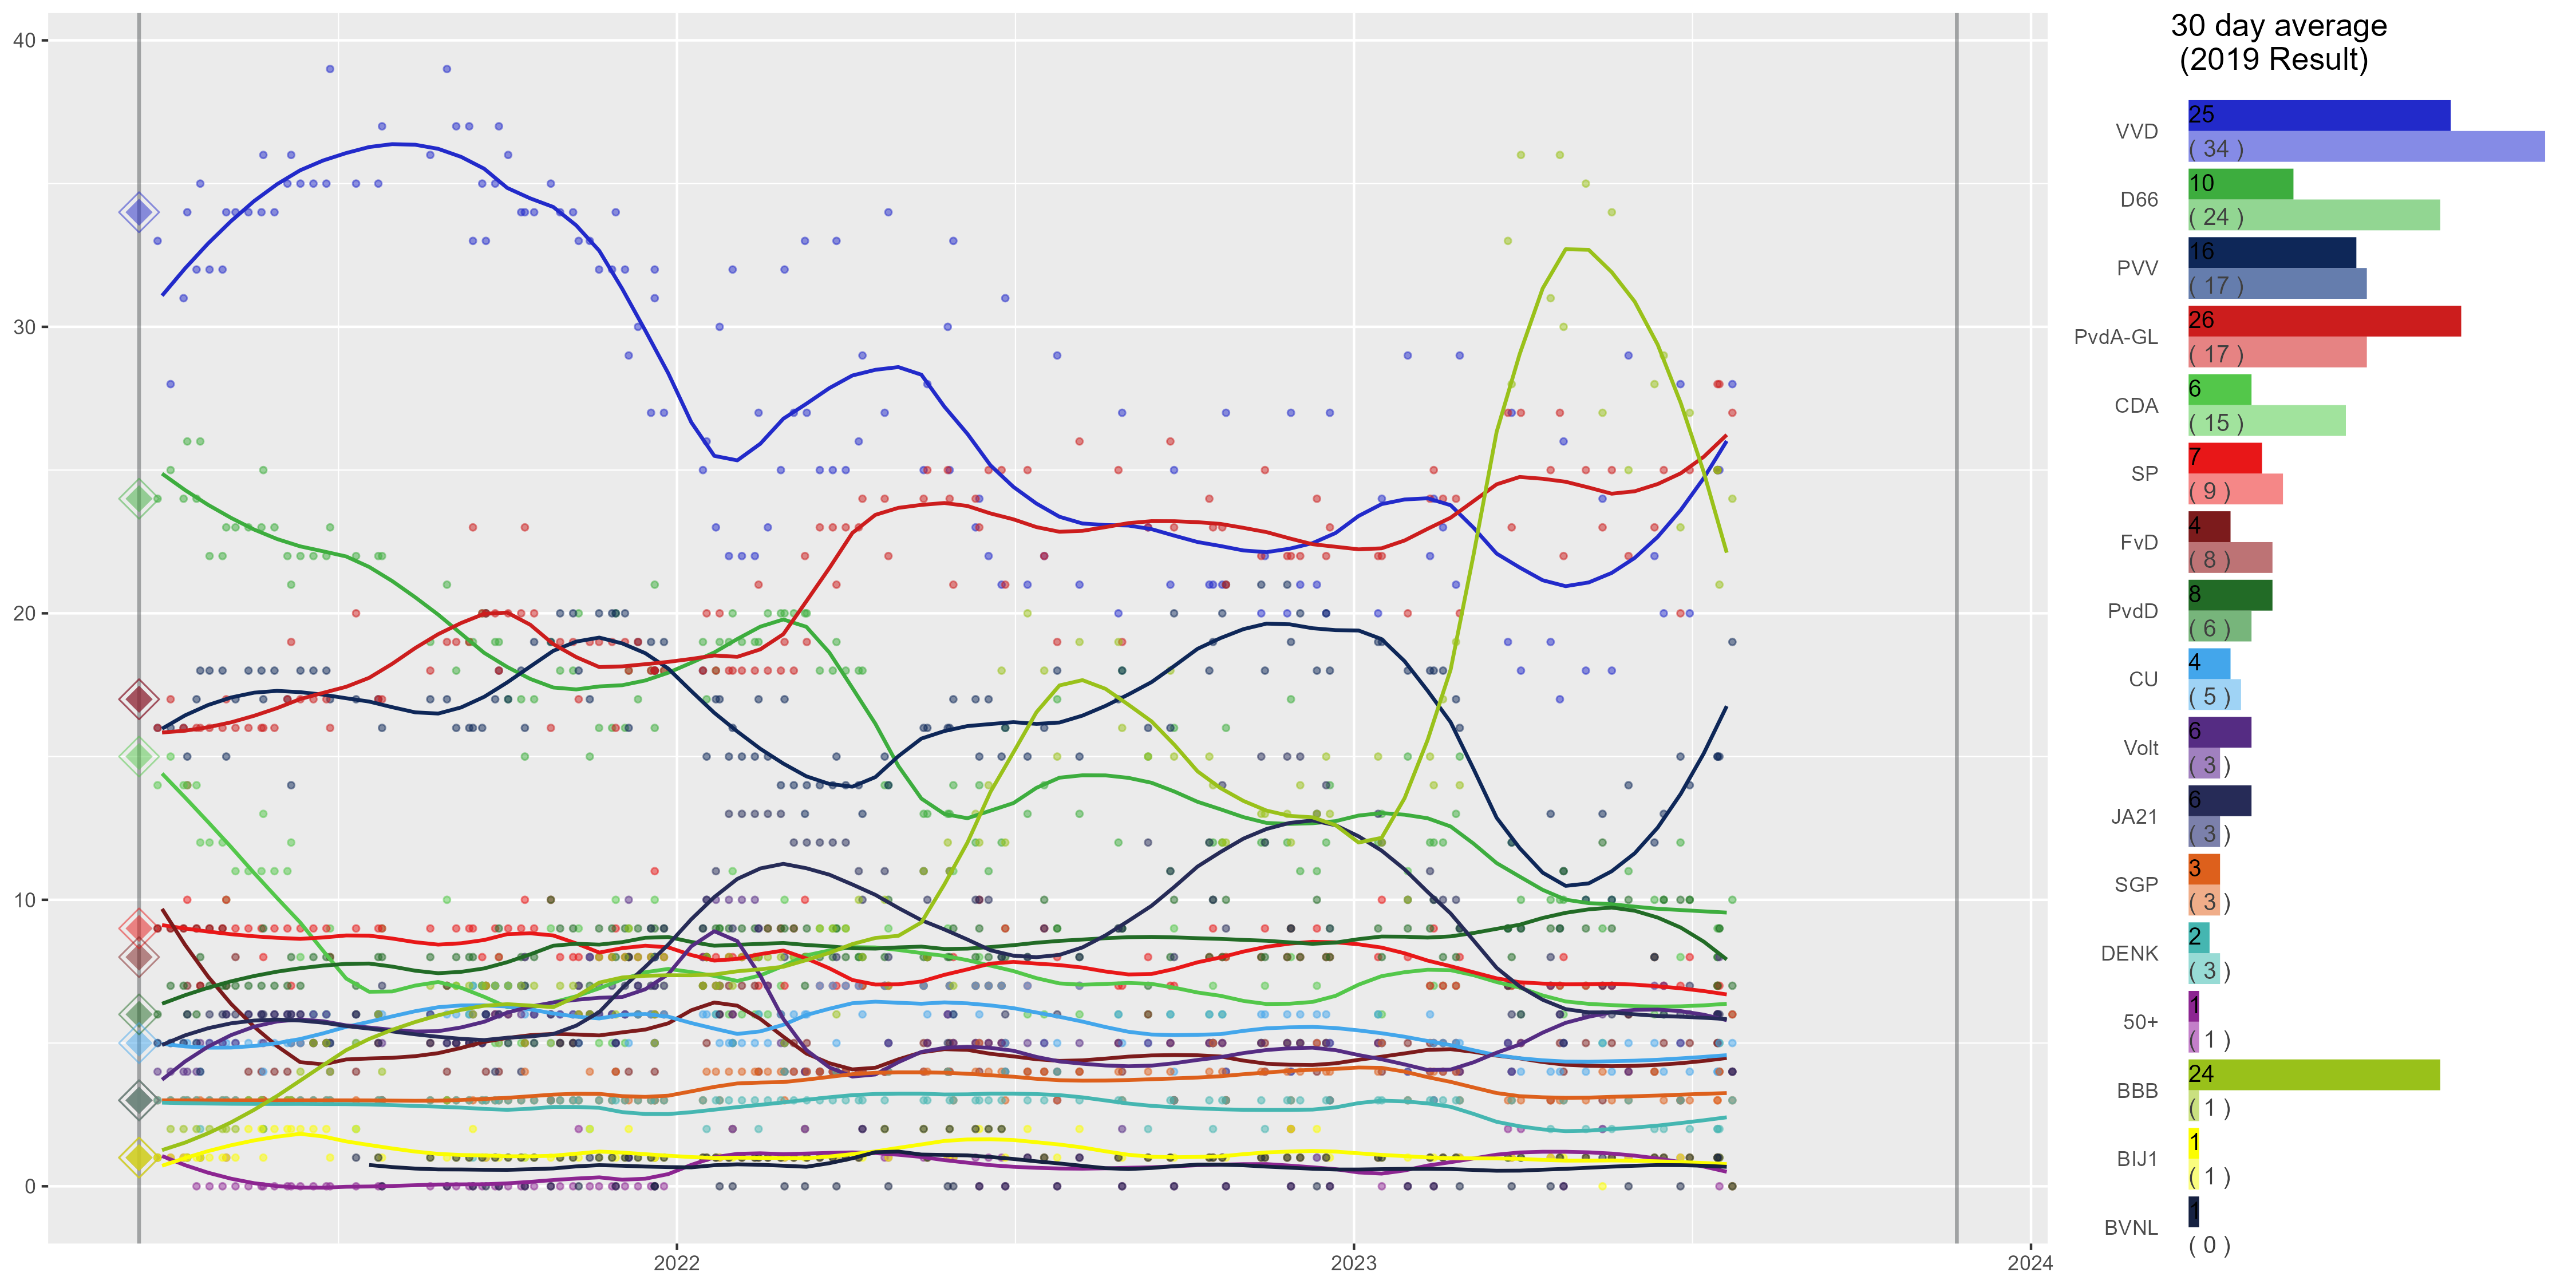 30 day average
(2019 Result)
40
30
20
10
0
2022
2023
2024
VVD
25
( 34 )
D66
10
( 24 )
PVV
16
( 17 )
PvdA-GL
26
( 17 )
CDA
6
( 15 )
SP
7
( 9 )
FvD
4
( 8 )
PvdD
8
( 6 )
CU
4
( 5 )
Volt
6
( 3 )
JA21
6
( 3 )
SGP
3
( 3 )
DENK
2
( 3 )
50+
1
( 1 )
BBB
24
( 1 )
BIJ1
1
( 1 )
BVNL
1
( 0 )